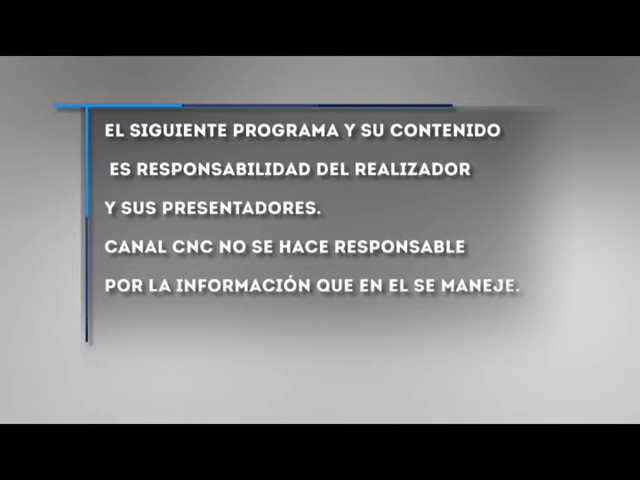 EL SIGUIENTE PROGRAMA Y SU CONTENIDO
ES RESPONSABILIDAD DEL REALIZADOR
Y SUS PRESENTADORES.
CANAL CNC NO SE HACE RESPONSABLE
POR LA INFORMACIÓN QUE EN EL SE MANEJE.